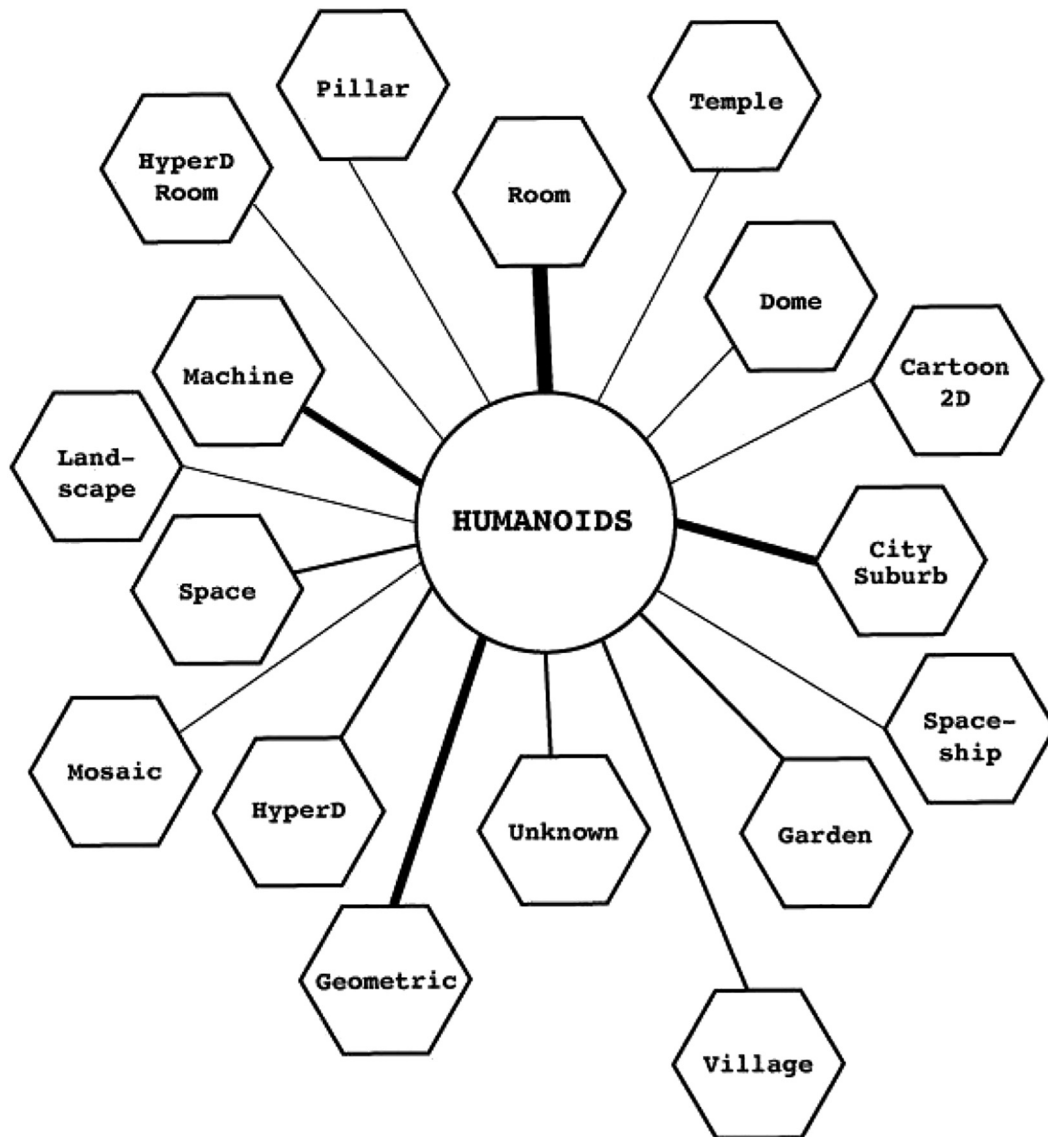 Pillar
Temple
HyperD
Room
Room
Dome
Cartoon
2D
Machine
Land-
scape
HUMANOIDS
City
Suburb
Space
Space-
ship
Mosaic
HyperD
Unknown
Garden
Geometric
Village